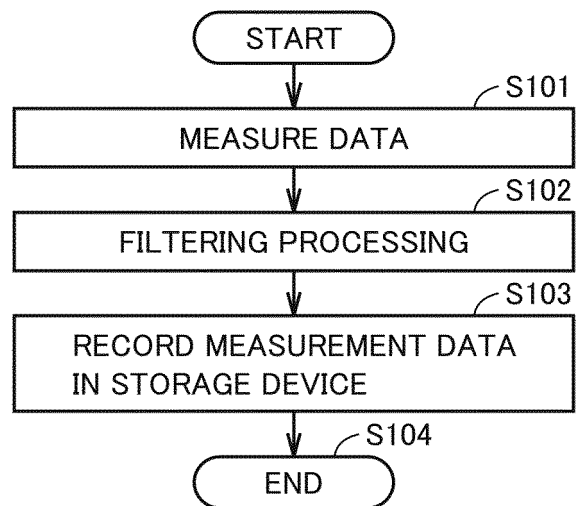 START
S101
MEASURE DATA
S102
FILTERING PROCESSING
S103
RECORD MEASUREMENT DATA
IN STORAGE DEVICE
S104
END